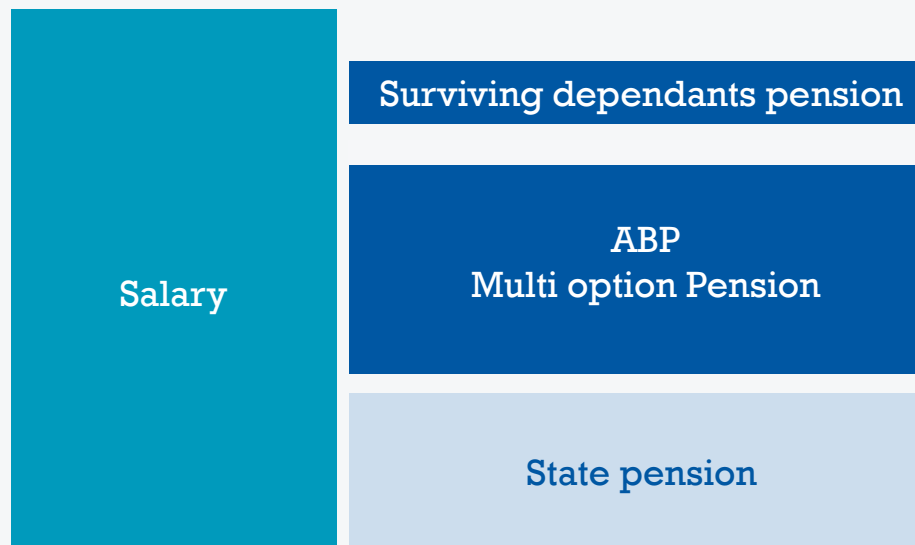 Salary
Surviving dependants pension
ABP
Multi option Pension
State pension